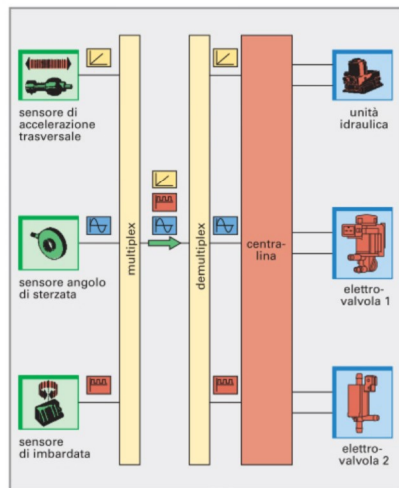 sensore di
accelerazione
trasversale
sensore angolo
di sterzata
sensore
di imbardata
multiplex
demultiplex
centra-
lina
unità
idraulica
elettro-
valvola 1
elettro-
valvola 2